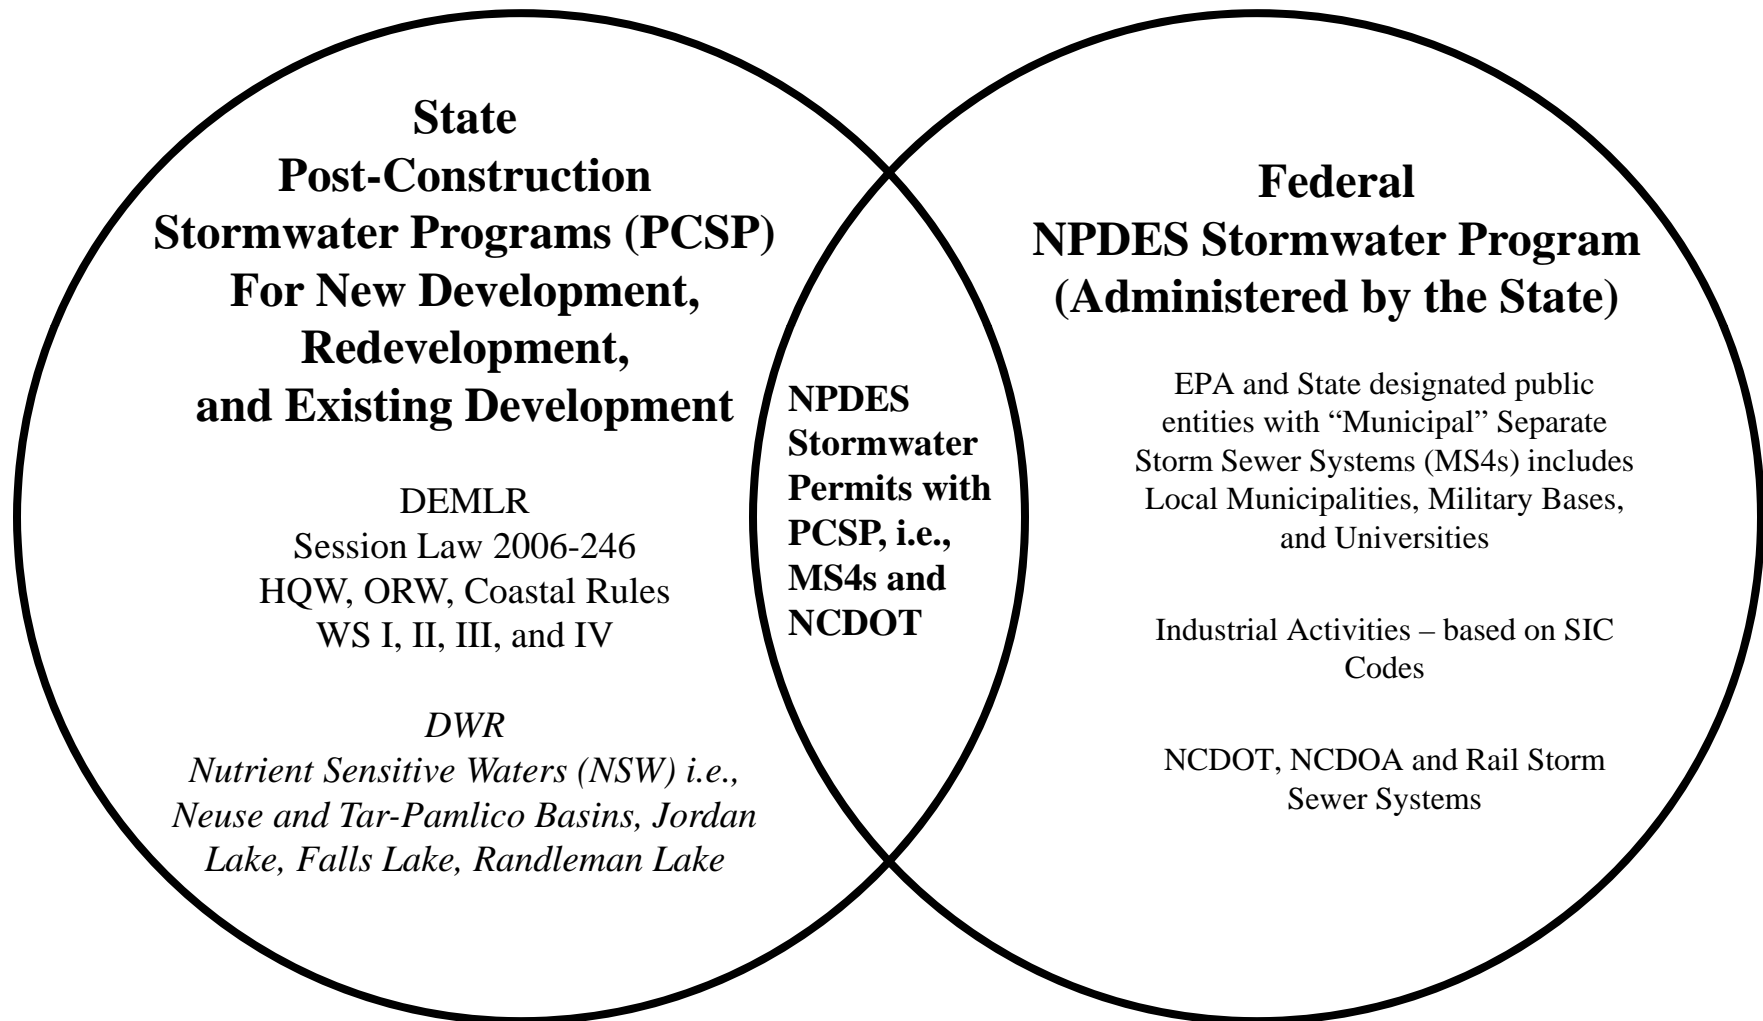 State
Post-Construction
Stormwater Programs (PCSP)
For New Development,
Redevelopment,
and Existing Development
DEMLR
Session Law 2006-246
HQW, ORW, Coastal Rules
WS I, II, III, and IV
DWR
Nutrient Sensitive Waters (NSW) i.e.,
Neuse and Tar-Pamlico Basins, Jordan
Lake, Falls Lake, Randleman Lake
NPDES
Stormwater
Permits with
PCSP, i.e.,
MS4s and
NCDOT
Federal
NPDES Stormwater Program
(Administered by the State)
EPA and State designated public
entities with “Municipal” Separate
Storm Sewer Systems (MS4s) includes
Local Municipalities, Military Bases,
and Universities
Industrial Activities – based on SIC
Codes
NCDOT, NCDOA and Rail Storm
Sewer Systems